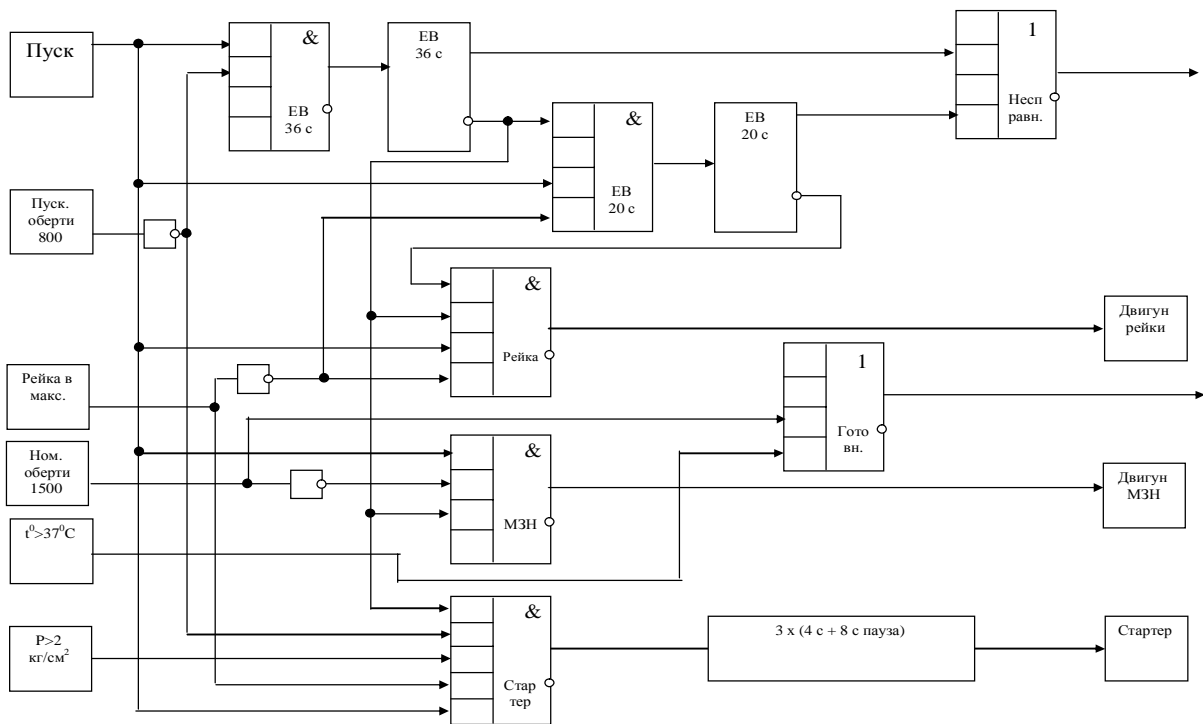 Пуск
&
ЕВ
36 с
ЕВ
36 с
1
Несп
равн.
&
ЕВ
20 с
ЕВ
20 с
Пуск.
оберти
800
&
Рейка
Двигун
рейки
1
Гото
вн.
Рейка в
макс.
Ном.
оберти
1500
&
МЗН
Двигун
МЗН
t⁰>37⁰C
P>2
кг/см²
&
Стар
тер
3 x (4 с + 8 с пауза)
Стартер